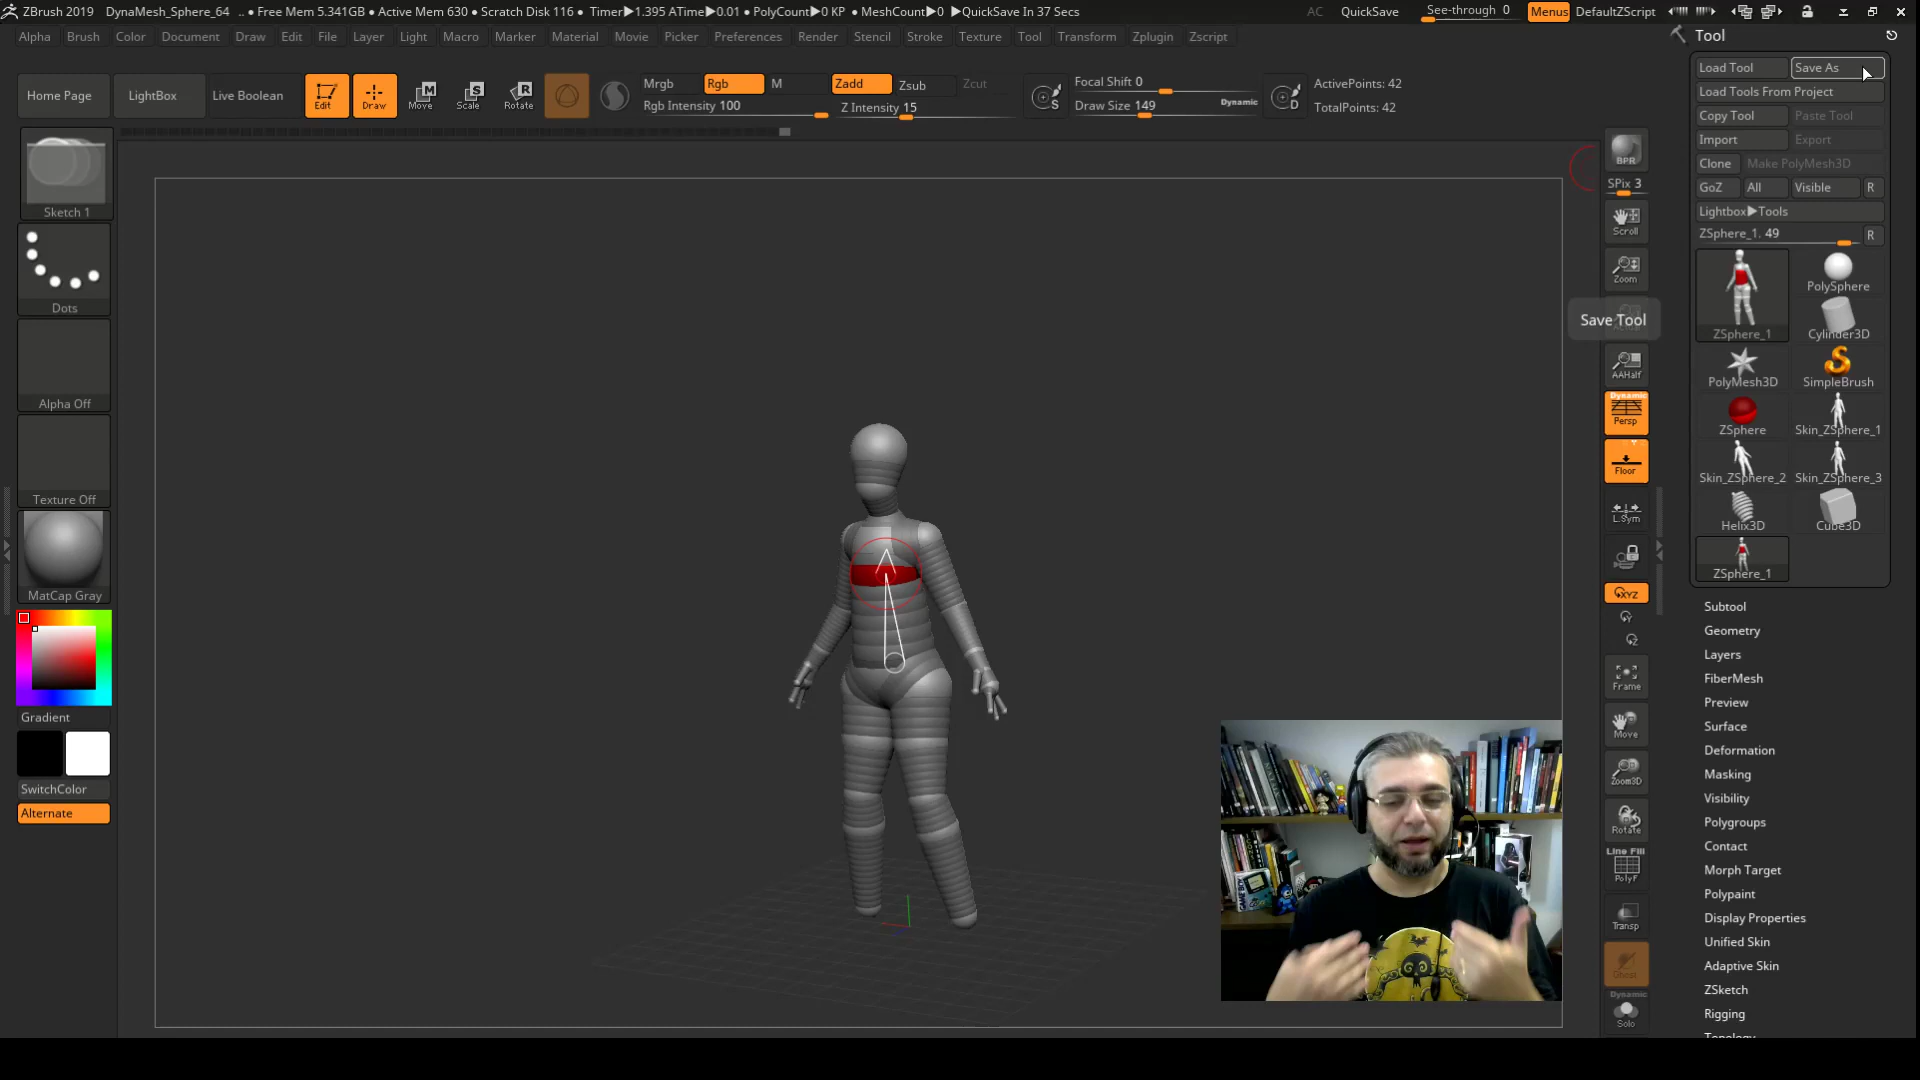 ZBrush 2019 DynaMesh_Sphere_64 .. ● Free Mem 5.341GB ● Active Mem 630 ● Scratch Disk 116 ● Timer▶1.395 ATime▶0.01 ● PolyCount▶0 KP ● MeshCount▶0 ▶QuickSave In 37 Secs AC QuickSave See-through 0 Menus DefaultZScript
Alpha Brush Color Document Draw Edit File Layer Light Macro Marker Material Movie Picker Preferences Render Stencil Stroke Texture Tool Transform Zplugin Zscript
Home Page LightBox Live Boolean Edit Draw Move Scale Rotate
Mrgb Rgb M Zadd Zsub Zcut
Rgb Intensity 100 Z Intensity 15
S
Focal Shift 0
Draw Size 149 Dynamic
D
ActivePoints: 42
TotalPoints: 42
Sketch 1
Dots
Alpha Off
Texture Off
MatCap Gray
Gradient
SwitchColor
Alternate
BPR
SPix 3
Scroll
Zoom
Save Tool
AAHalf
Dynamic
Persp
Floor
L.Sym
XYZ
Y
Z
Frame
Move
Zoom3D
Rotate
Line Fill
PolyF
Transp
Ghost
Dynamic
Solo
Tool
Load Tool Save As
Load Tools From Project
Copy Tool Paste Tool
Import Export
Clone Make PolyMesh3D
GoZ All Visible R
Lightbox▶Tools
ZSphere_1. 49 R
ZSphere_1 PolySphere
Cylinder3D
PolyMesh3D SimpleBrush
ZSphere Skin_ZSphere_1
Skin_ZSphere_2 Skin_ZSphere_3
Helix3D Cube3D
ZSphere_1
Subtool
Geometry
Layers
FiberMesh
Preview
Surface
Deformation
Masking
Visibility
Polygroups
Contact
Morph Target
Polypaint
Display Properties
Unified Skin
Adaptive Skin
ZSketch
Rigging
Topology